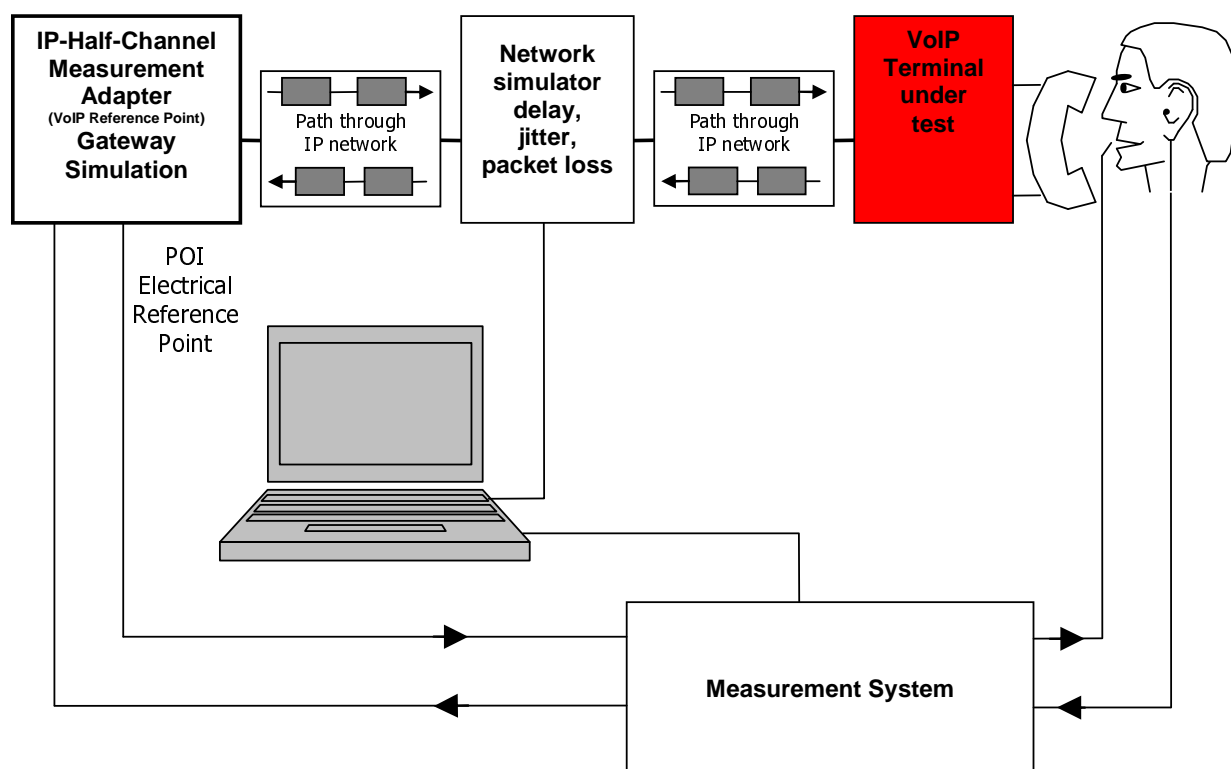 IP-Half-Channel
Measurement
Adapter
(VoIP Reference Point)
Gateway
Simulation
Path through
IP network
Network
simulator
delay,
jitter,
packet loss
Path through
IP network
VoIP
Terminal
under
test
POI
Electrical
Reference
Point
Measurement System